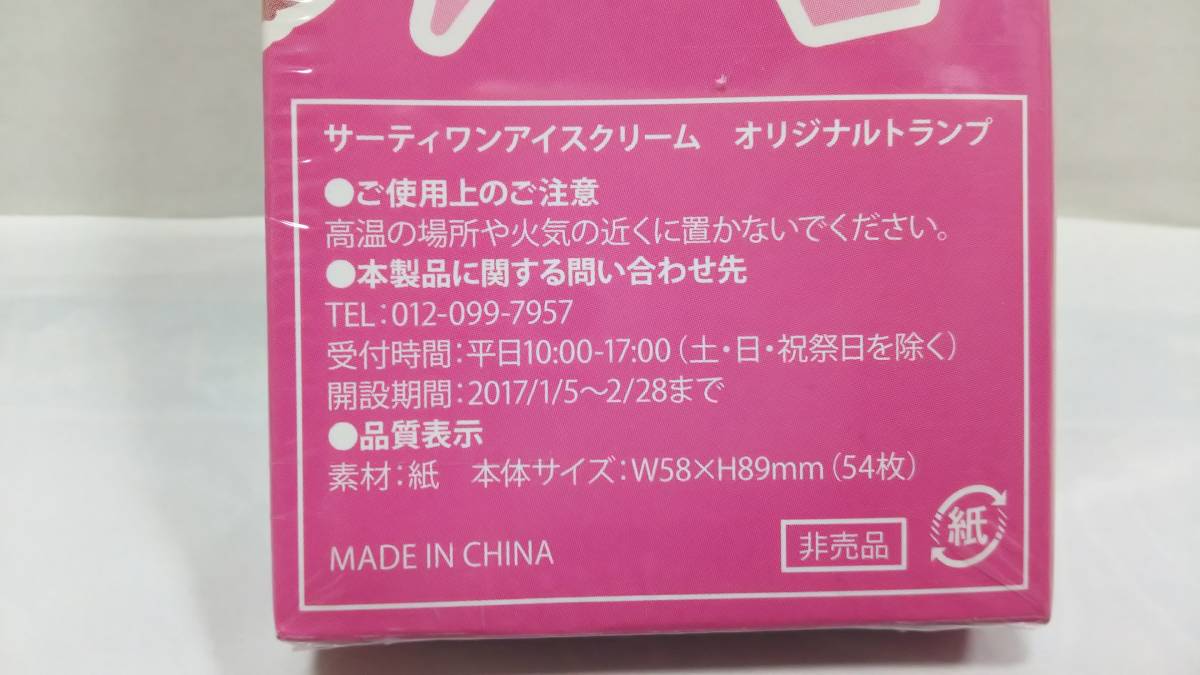 サーティワンアイスクリーム　オリジナルトランプ
●ご使用上のご注意
高温の場所や火気の近くに置かないでください。
●本製品に関する問い合わせ先
TEL:012-099-7957
受付時間:平日10:00-17:00(土・日・祝祭日を除く)
開設期間:2017/1/5〜2/28まで
●品質表示
素材:紙　本体サイズ:W58×H89mm(54枚)
MADE IN CHINA
非売品
紙